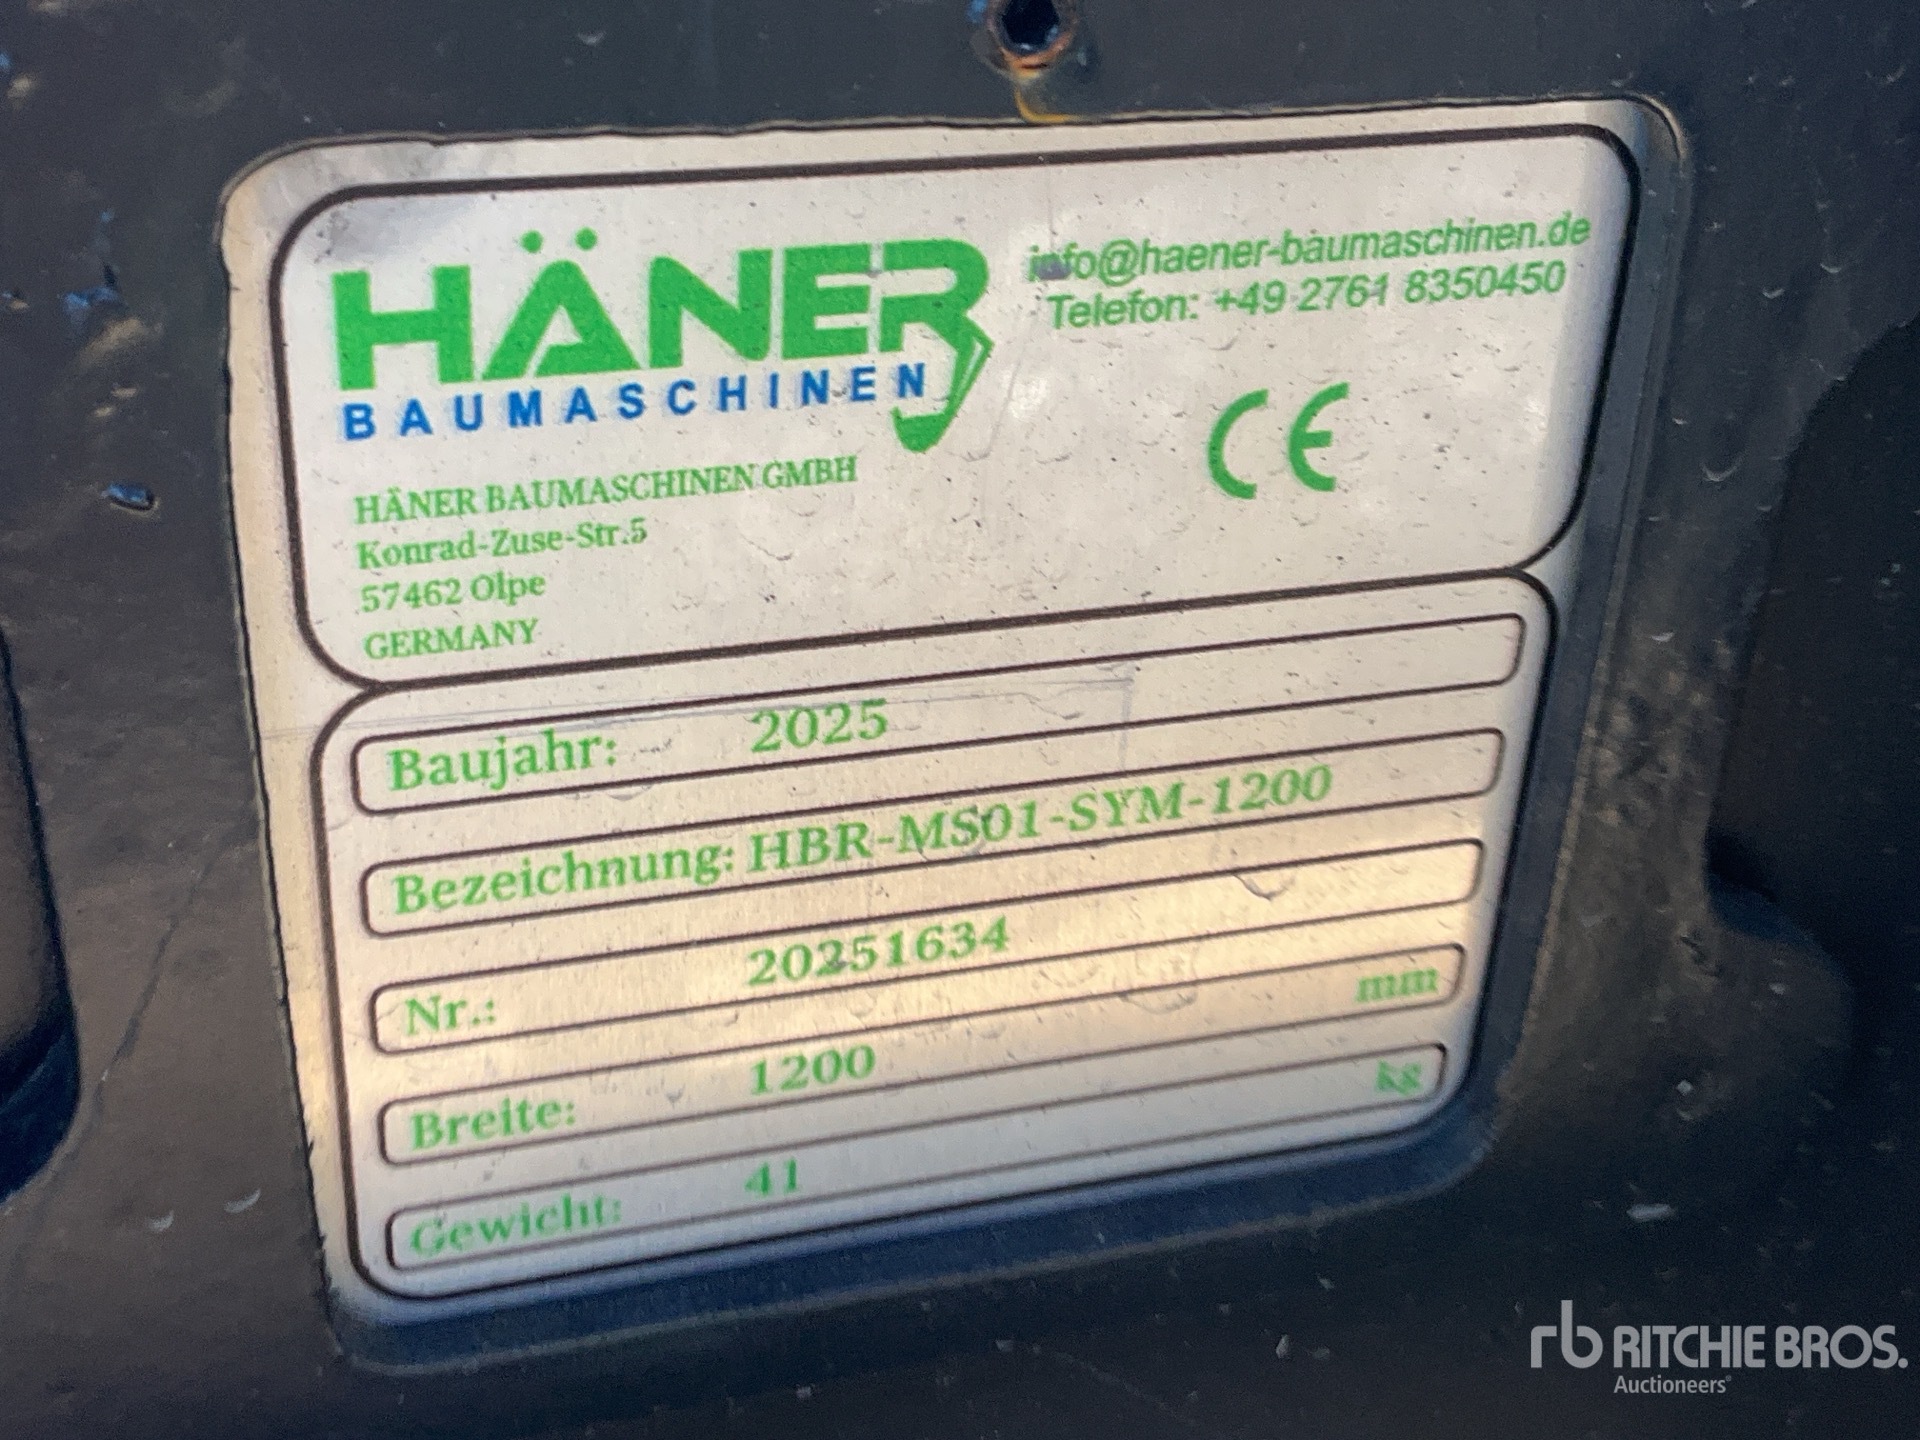 HÄNER
BAUMASCHINEN
info@haener-baumaschinen.de
Telefon: +49 2761 8350450
CE
HÄNER BAUMASCHINEN GMBH
Konrad-Zuse-Str.5
57462 Olpe
GERMANY
Baujahr: 2025
Bezeichnung: HBR-MS01-SYM-1200
Nr.: 20251634
Breite: 1200 mm
Gewicht: 41 kg
rb RITCHIE BROS.
Auctioneers